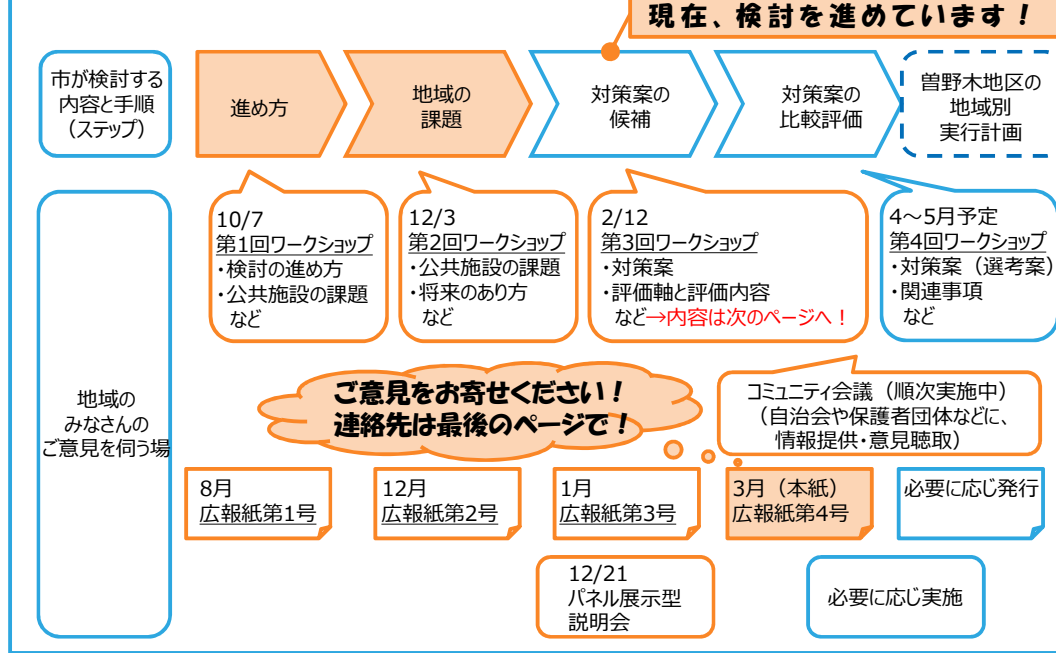 現在、検討を進めています！
市が検討する
内容と手順
（ステップ）
進め方
地域の
課題
対策案の
候補
対策案の
比較評価
曽野木地区の
地域別
実行計画
地域の
みなさんの
ご意見を伺う場
10/7
第1回ワークショップ
・検討の進め方
・公共施設の課題
など
12/3
第2回ワークショップ
・公共施設の課題
・将来のあり方
など
2/12
第3回ワークショップ
・対策案
・評価軸と評価内容
など→内容は次のページへ！
4～5月予定
第4回ワークショップ
・対策案（選考案）
・関連事項
など
ご意見をお寄せください！
連絡先は最後のページで！
コミュニティ会議（順次実施中）
（自治会や保護者団体などに、
情報提供・意見聴取）
8月
広報紙第1号
12月
広報紙第2号
1月
広報紙第3号
3月（本紙）
広報紙第4号
必要に応じ発行
12/21
パネル展示型
説明会
必要に応じ実施